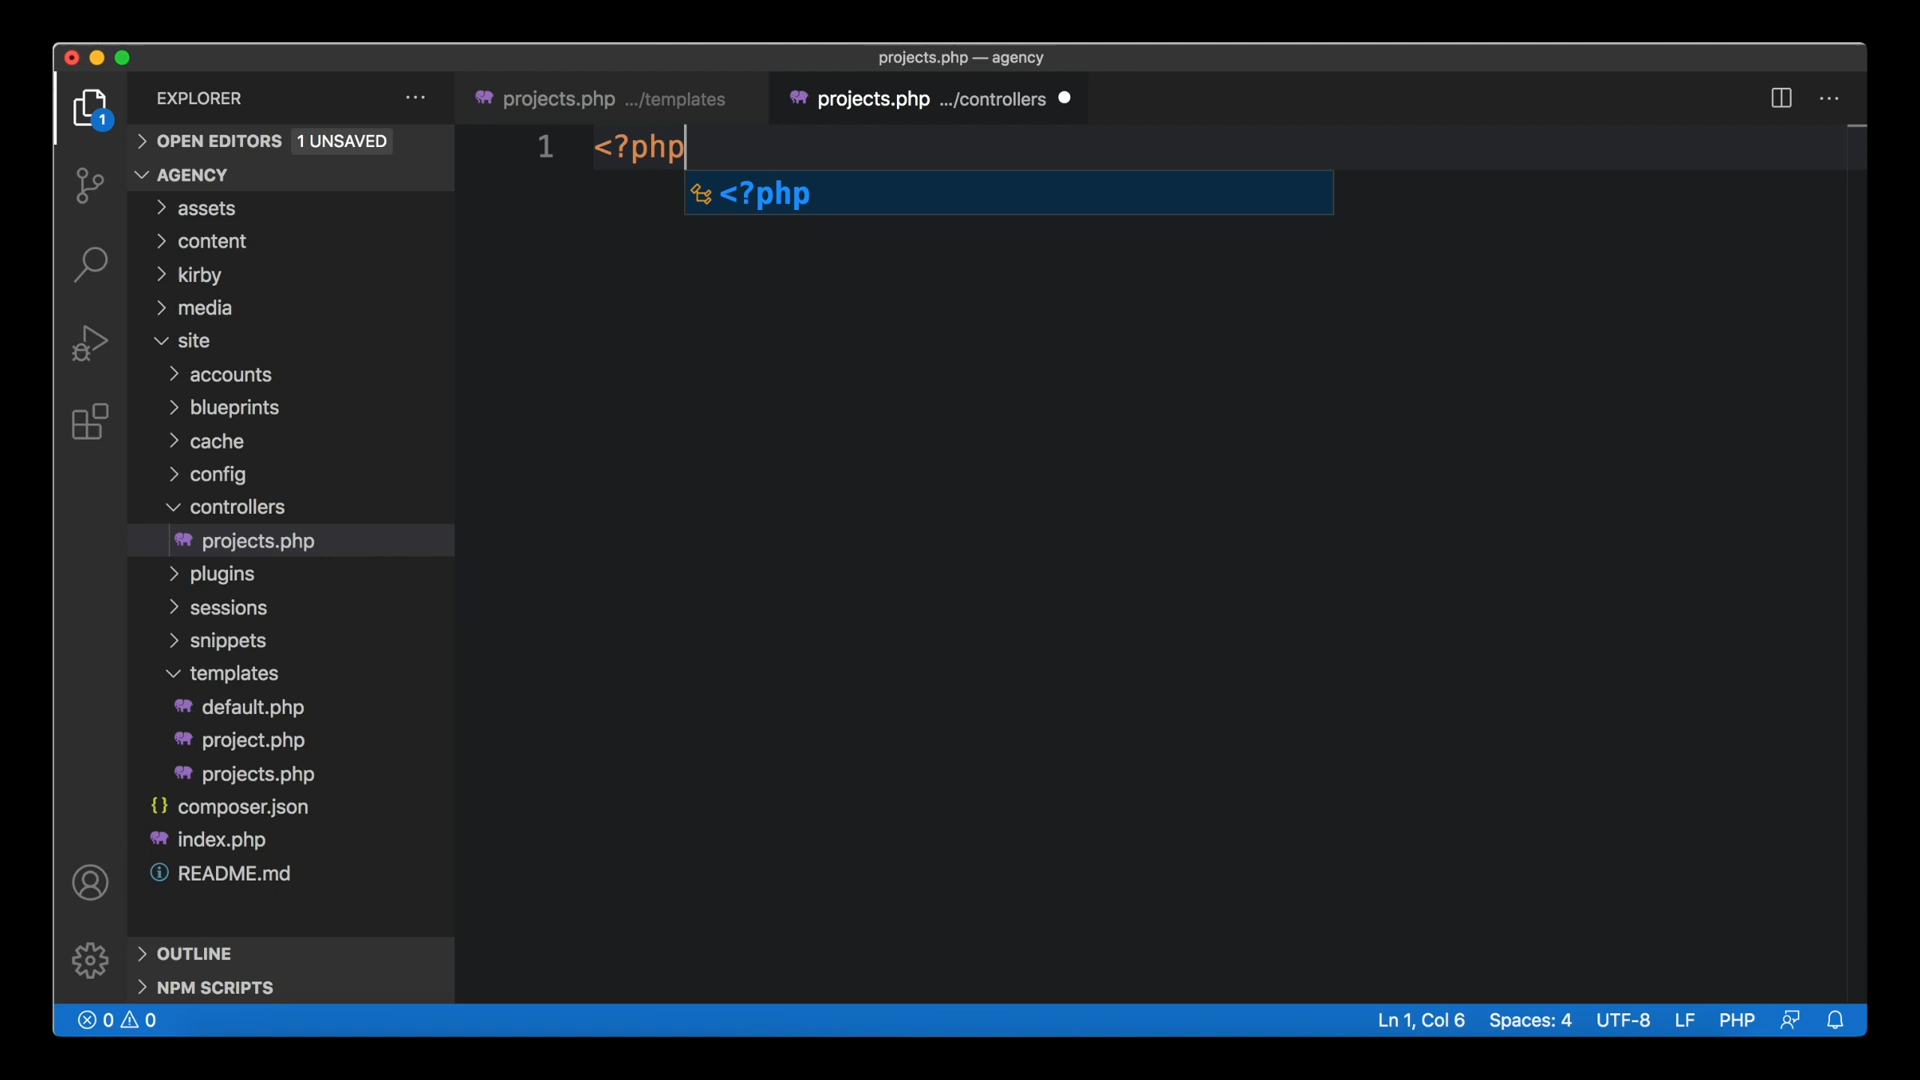 projects.php — agency
EXPLORER
OPEN EDITORS 1 UNSAVED
AGENCY
assets
content
kirby
media
site
accounts
blueprints
cache
config
controllers
projects.php
plugins
sessions
snippets
templates
default.php
project.php
projects.php
composer.json
index.php
README.md
OUTLINE
NPM SCRIPTS
1
projects.php .../templates
projects.php .../controllers
1 <?php
<?php
0 0
Ln 1, Col 6 Spaces: 4 UTF-8 LF PHP